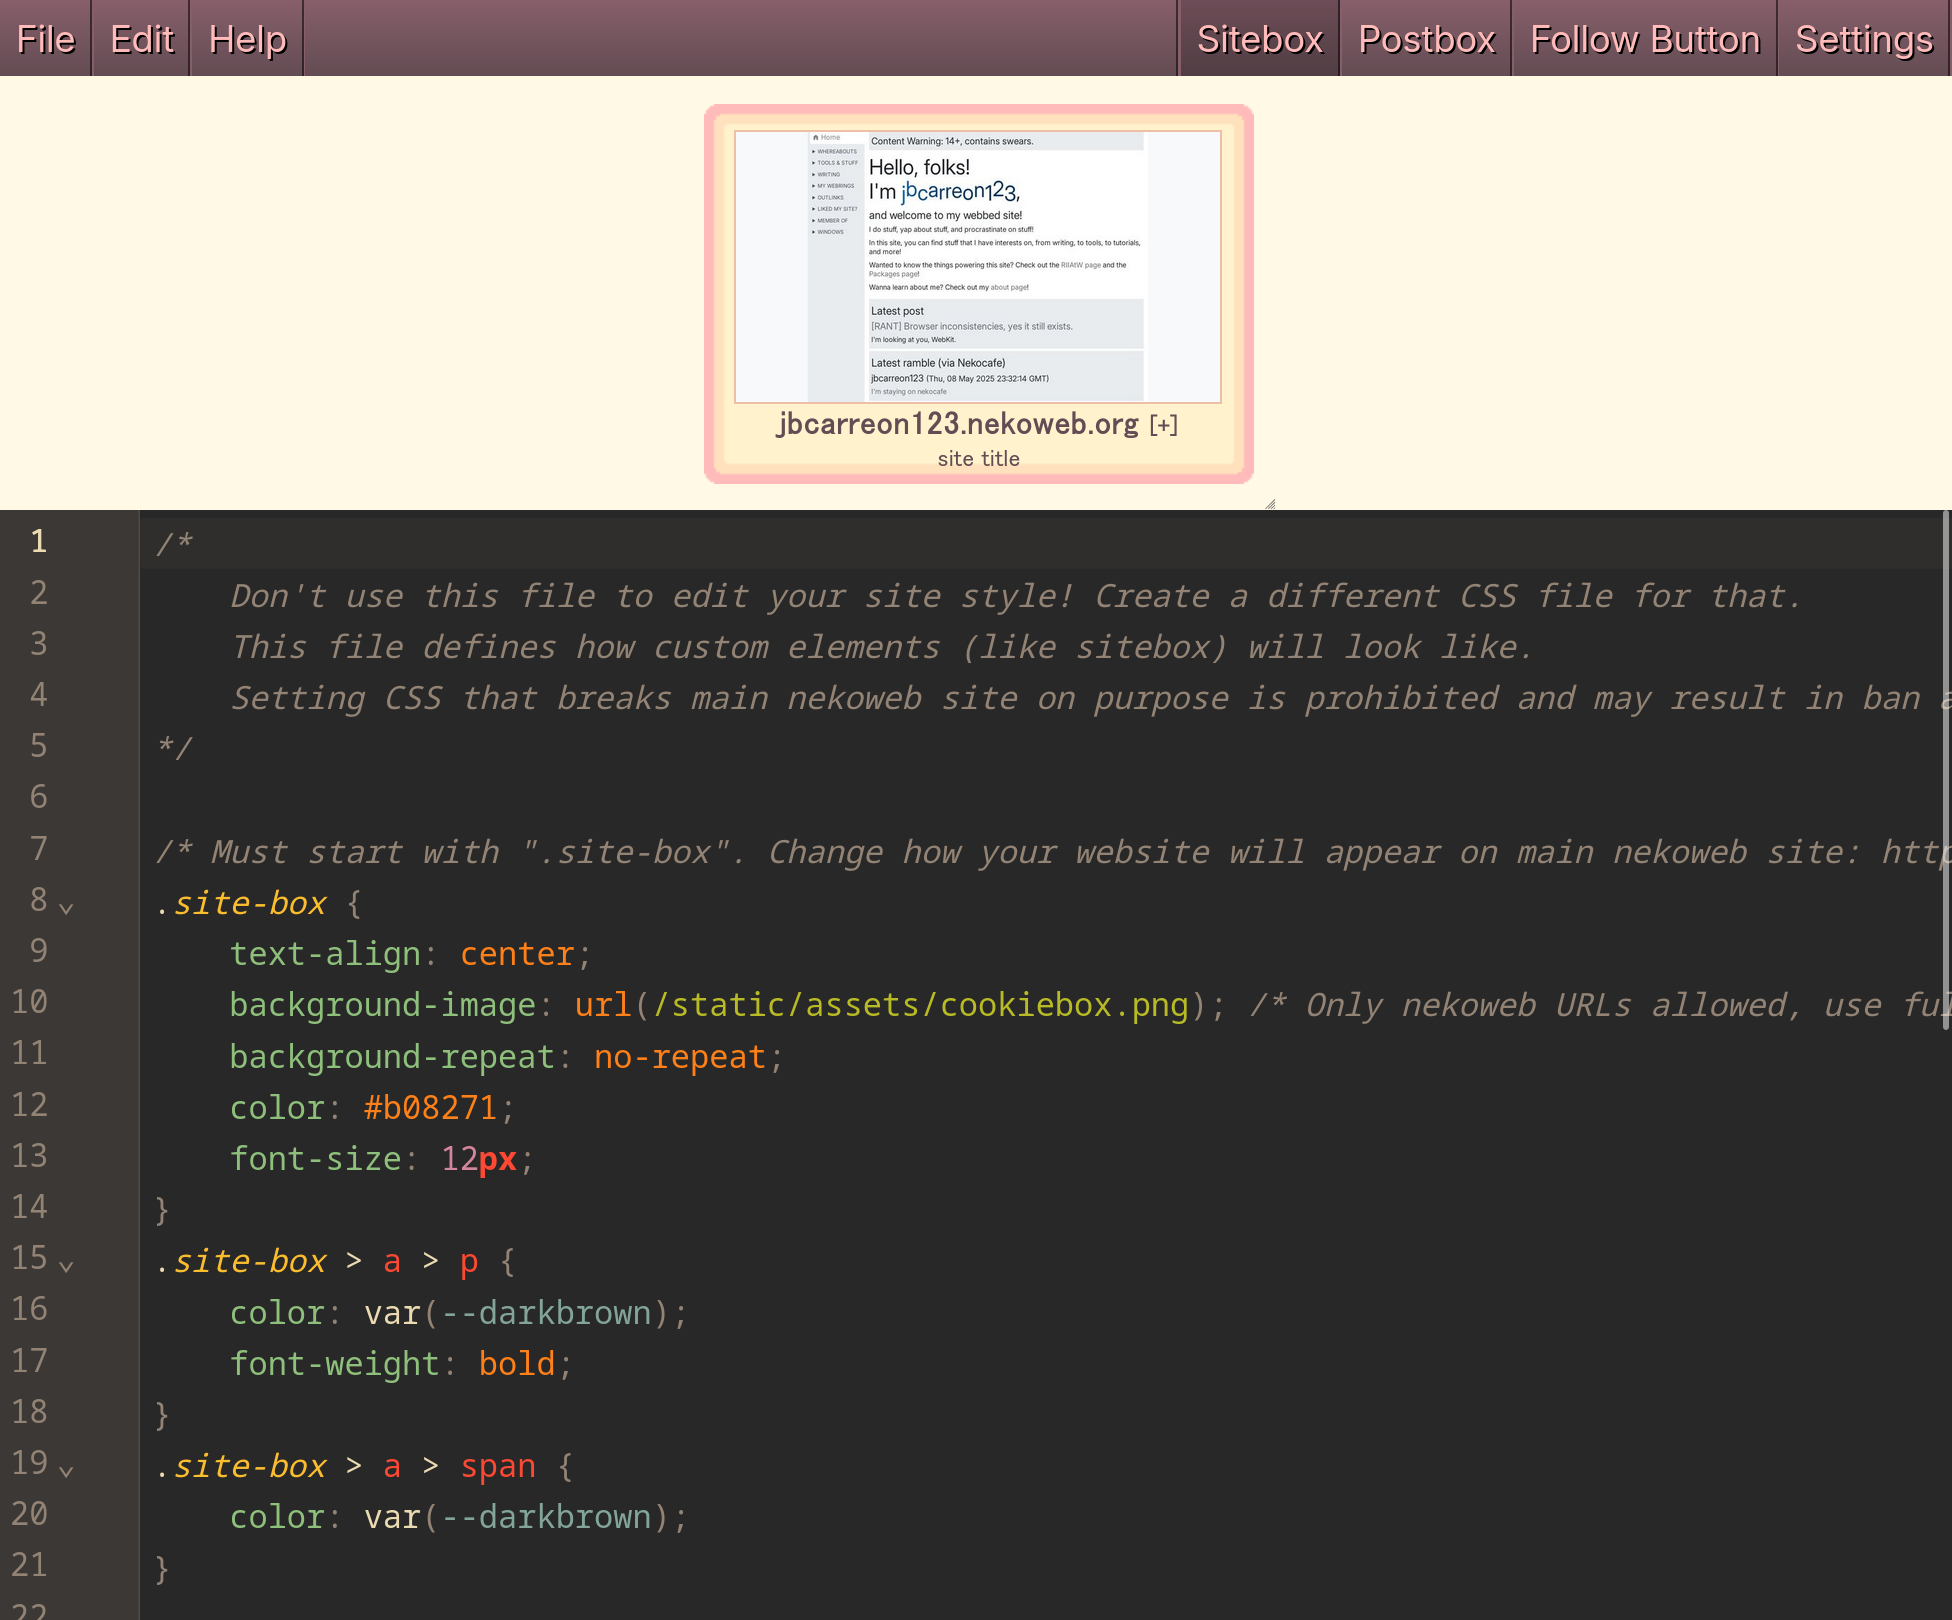 File Edit Help Sitebox Postbox Follow Button Settings
Home
WHEREABOUTS
TOOLS & STUFF
WRITING
MY WEBRINGS
OUTLINKS
LIKED MY SITE?
MEMBER OF
WINDOWS
Content Warning: 14+, contains swears.
Hello, folks!
I'm jbcarreon123,
and welcome to my webbed site!
I do stuff, yap about stuff, and procrastinate on stuff!
In this site, you can find stuff that I have interests on, from writing, to tools, to tutorials,
and more!
Wanted to know the things powering this site? Check out the RIIAtW page and the
Packages page!
Wanna learn about me? Check out my about page!
Latest post
[RANT] Browser inconsistencies, yes it still exists.
I'm looking at you, WebKit.
Latest ramble (via Nekocafe)
jbcarreon123 (Thu, 08 May 2025 23:32:14 GMT)
I'm staying on nekocafe
jbcarreon123.nekoweb.org [+]
site title
1 /*
2 Don't use this file to edit your site style! Create a different CSS file for that.
3 This file defines how custom elements (like sitebox) will look like.
4 Setting CSS that breaks main nekoweb site on purpose is prohibited and may result in ban
5 */
6
7 /* Must start with ".site-box". Change how your website will appear on main nekoweb site: http
8 .site-box {
9 text-align: center;
10 background-image: url(/static/assets/cookiebox.png); /* Only nekoweb URLs allowed, use ful
11 background-repeat: no-repeat;
12 color: #b08271;
13 font-size: 12px;
14 }
15 .site-box > a > p {
16 color: var(--darkbrown);
17 font-weight: bold;
18 }
19 .site-box > a > span {
20 color: var(--darkbrown);
21 }
22